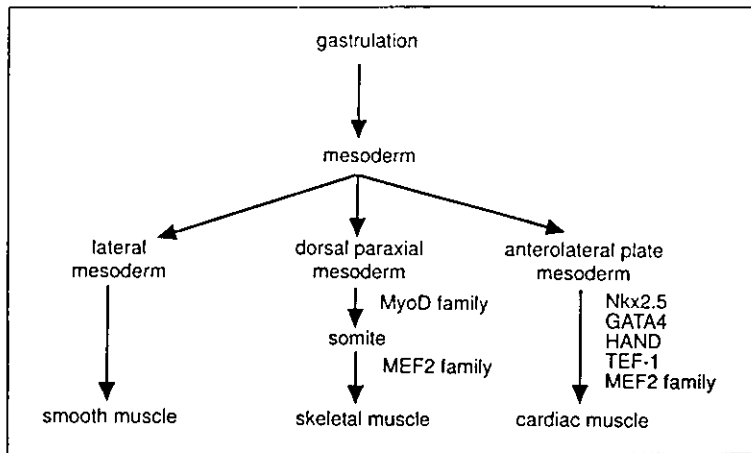 gastrulation
mesoderm
lateral
mesoderm
dorsal paraxial
mesoderm
anterolateral plate
mesoderm
MyoD family
somite
MEF2 family
Nkx2.5
GATA4
HAND
TEF-1
MEF2 family
smooth muscle
skeletal muscle
cardiac muscle